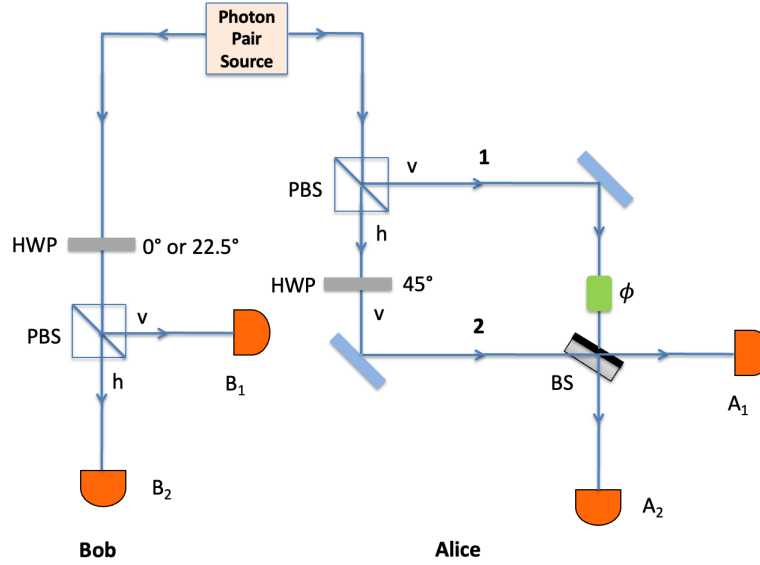 Photon
Pair
Source
v
1
PBS
h
HWP
0° or 22.5°
HWP
45°
ϕ
v
PBS
v
2
h
BS
B₁
A₁
B₂
A₂
Bob
Alice